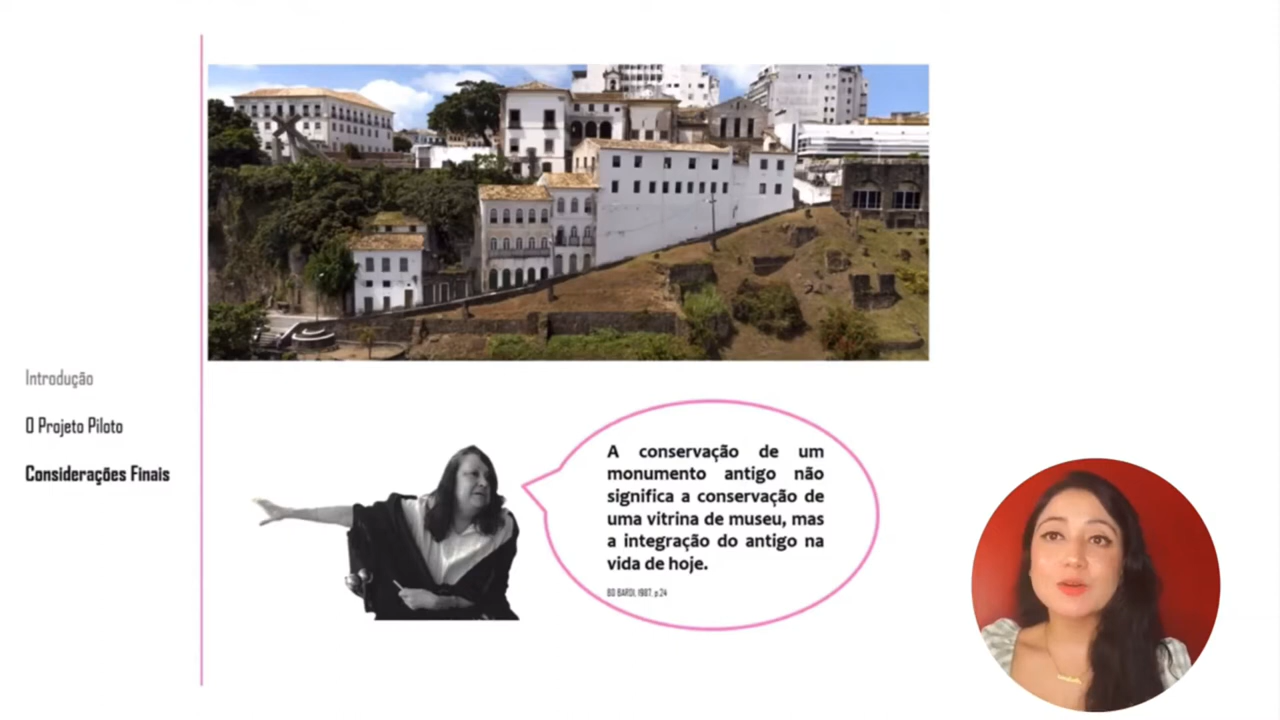 Introdução
O Projeto Piloto
Considerações Finais
A conservação de um
monumento antigo não
significa a conservação de
uma vitrina de museu, mas
a integração do antigo na
vida de hoje.
BO BARDI, 1987, p.24